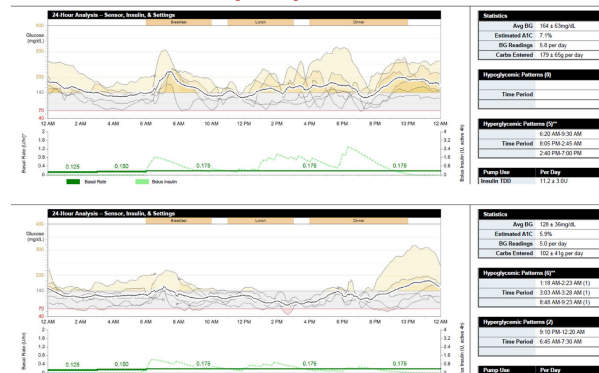 24-Hour Analysis – Sensor, Insulin, & Settings
Breakfast Lunch Dinner
Glucose
(mg/dL)
400
300
200
140
70
40
12 AM 2 AM 4 AM 6 AM 8 AM 10 AM 12 PM 2 PM 4 PM 6 PM 8 PM 10 PM 12 AM
Basal Rate (U/hr)*
2
1.6
1.2
0.8
0.4
0
0.125 0.150 0.175 0.175
4
3.2
2.4
1.6
0.8
0
Bolus Insulin (U, active 4h)
Basal Rate Bolus Insulin
Statistics
Avg BG 164 ± 63mg/dL
Estimated A1C 7.1%
BG Readings 5.8 per day
Carbs Entered 179 ± 65g per day
Hypoglycemic Patterns (0)
Time Period
Hyperglycemic Patterns (5)**
6:20 AM-9:30 AM
Time Period 8:05 PM-2:45 AM
2:40 PM-7:00 PM
Pump Use Per Day
Insulin TDD 11.2 ± 3.0U
24-Hour Analysis – Sensor, Insulin, & Settings
Breakfast Lunch Dinner
Glucose
(mg/dL)
400
300
200
140
70
40
12 AM 2 AM 4 AM 6 AM 8 AM 10 AM 12 PM 2 PM 4 PM 6 PM 8 PM 10 PM 12 AM
Basal Rate (U/hr)
2
1.6
1.2
0.8
0.4
0
0.125 0.150 0.175 0.175 0.175
4
3.2
2.4
1.6
0.8
0
Insulin (U, active 4h)
Statistics
Avg BG 128 ± 36mg/dL
Estimated A1C 5.9%
BG Readings 5.0 per day
Carbs Entered 102 ± 41g per day
Hypoglycemic Patterns (6)**
1:18 AM-2:23 AM (1)
Time Period 3:03 AM-3:28 AM (1)
8:48 AM-9:23 AM (1)
Hyperglycemic Patterns (2)
9:10 PM-12:20 AM
Time Period 6:45 AM-7:30 AM
Pump Use Per Day